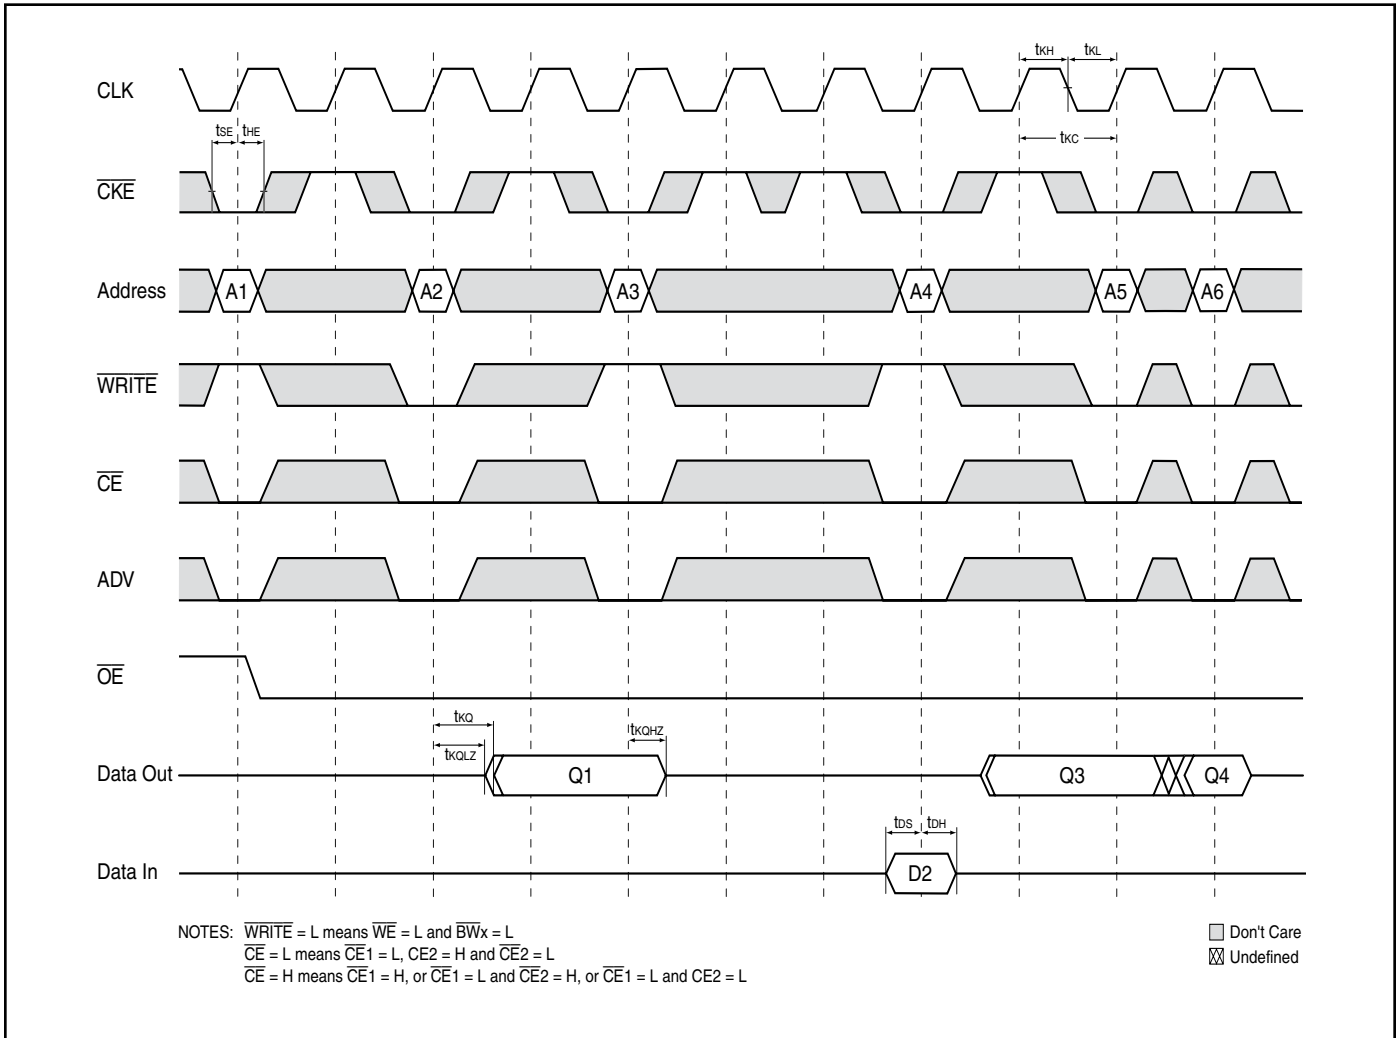 tKH tKL
CLK
tSE tHE
tKC
CKE
Address A1 A2 A3 A4 A5 A6
WRITE
CE
ADV
OE
tKQ
tKQHZ
tKQLZ
Data Out Q1 Q3 Q4
tDS tDH
Data In D2
NOTES: WRITE = L means WE = L and BWx = L
CE = L means CE1 = L, CE2 = H and CE2 = L
CE = H means CE1 = H, or CE1 = L and CE2 = H, or CE1 = L and CE2 = L
Don't Care
Undefined